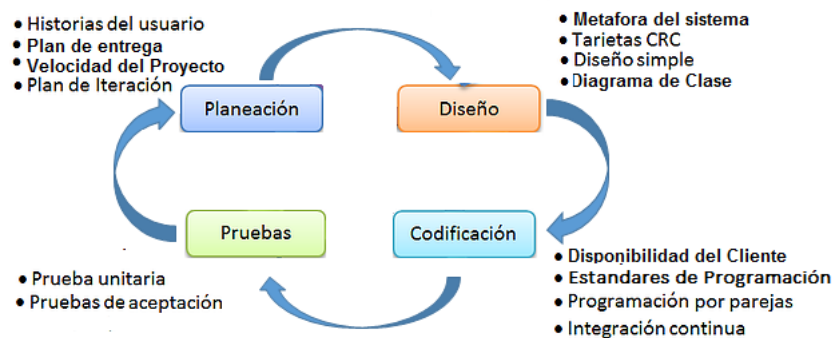 • Historias del usuario
• Plan de entrega
• Velocidad del Proyecto
• Plan de Iteración
Planeación
• Metafora del sistema
• Tarietas CRC
• Diseño simple
• Diagrama de Clase
Diseño
Pruebas
• Prueba unitaria
• Pruebas de aceptación
Codificación
• Disponibilidad del Cliente
• Estandares de Programación
• Programación por parejas
• Integración continua